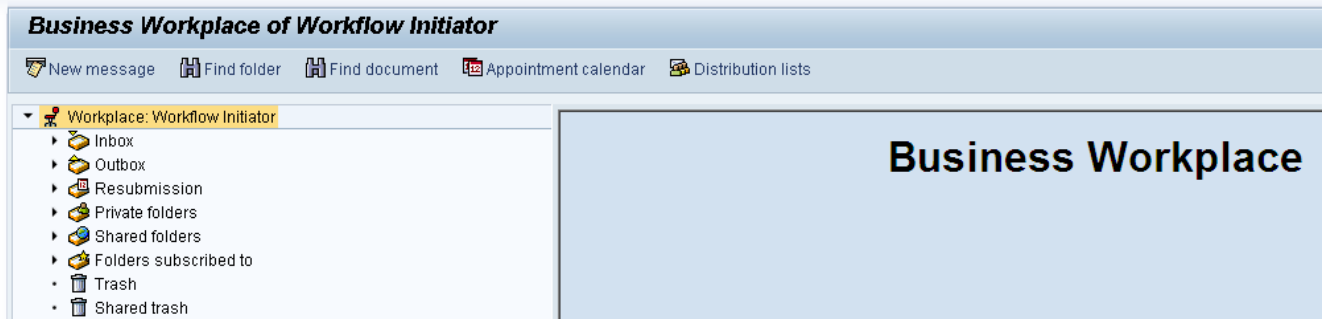 Business Workplace of Workflow Initiator
New message Find folder Find document Appointment calendar Distribution lists
Workplace: Workflow Initiator
Inbox
Outbox
Resubmission
Private folders
Shared folders
Folders subscribed to
Trash
Shared trash
Business Workplace